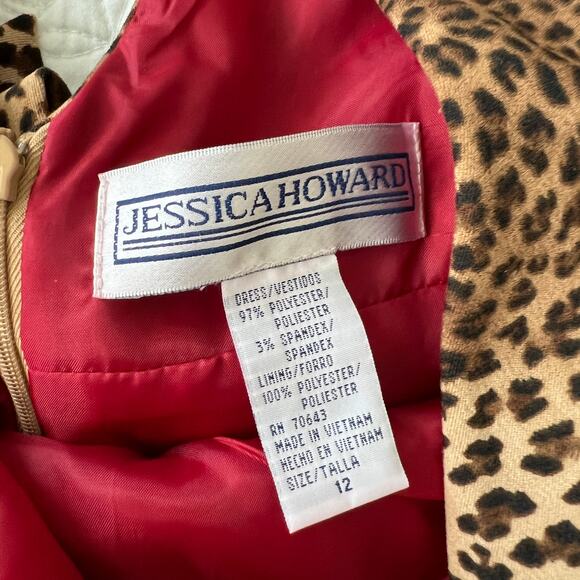 JESSICA HOWARD
DRESS/VESTIDOS
97% POLYESTER/
POLIESTER
3% SPANDEX/
SPANDEX
LINING/FORRO
100% POLYESTER/
POLIESTER
RN 70643
MADE IN VIETNAM
HECHO EN VIETNAM
SIZE/TALLA
12